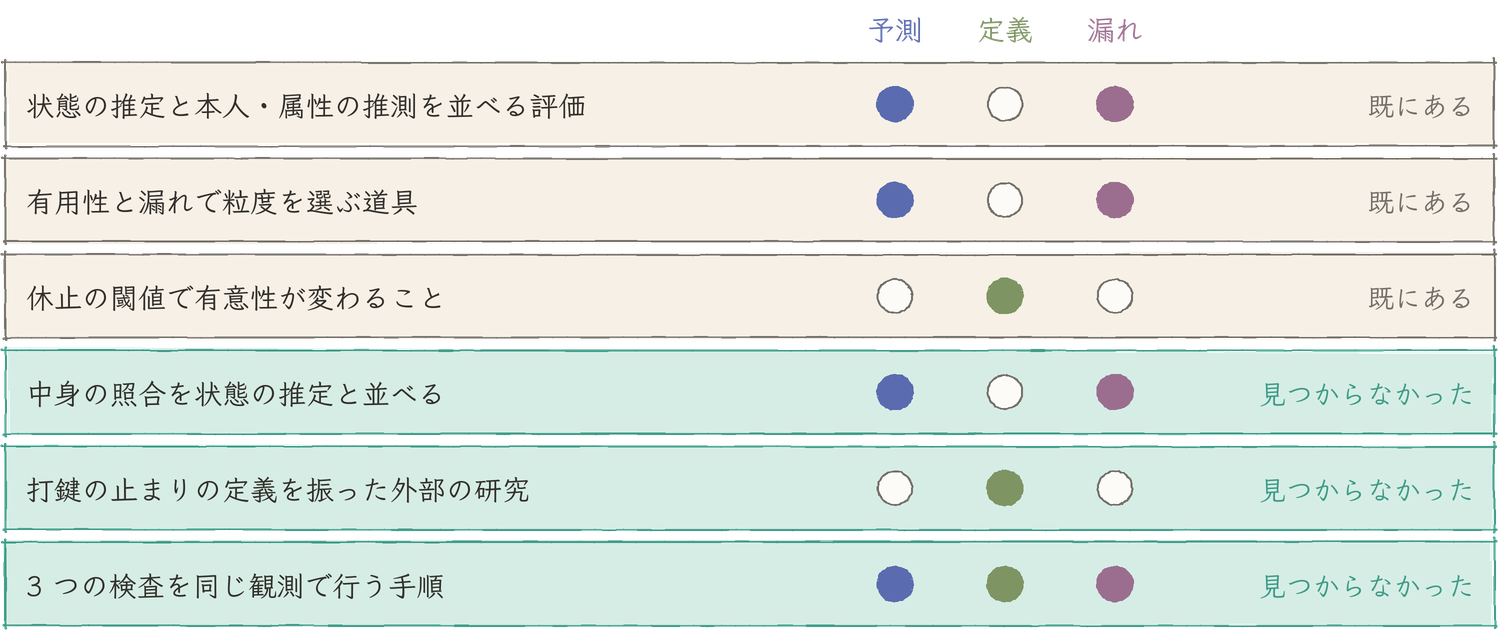 予測 定義 漏れ
状態の推定と本人・属性の推測を並べる評価 既にある
有用性と漏れで粒度を選ぶ道具 既にある
休止の閾値で有意性が変わること 既にある
中身の照合を状態の推定と並べる 見つからなかった
打鍵の止まりの定義を振った外部の研究 見つからなかった
3 つの検査を同じ観測で行う手順 見つからなかった